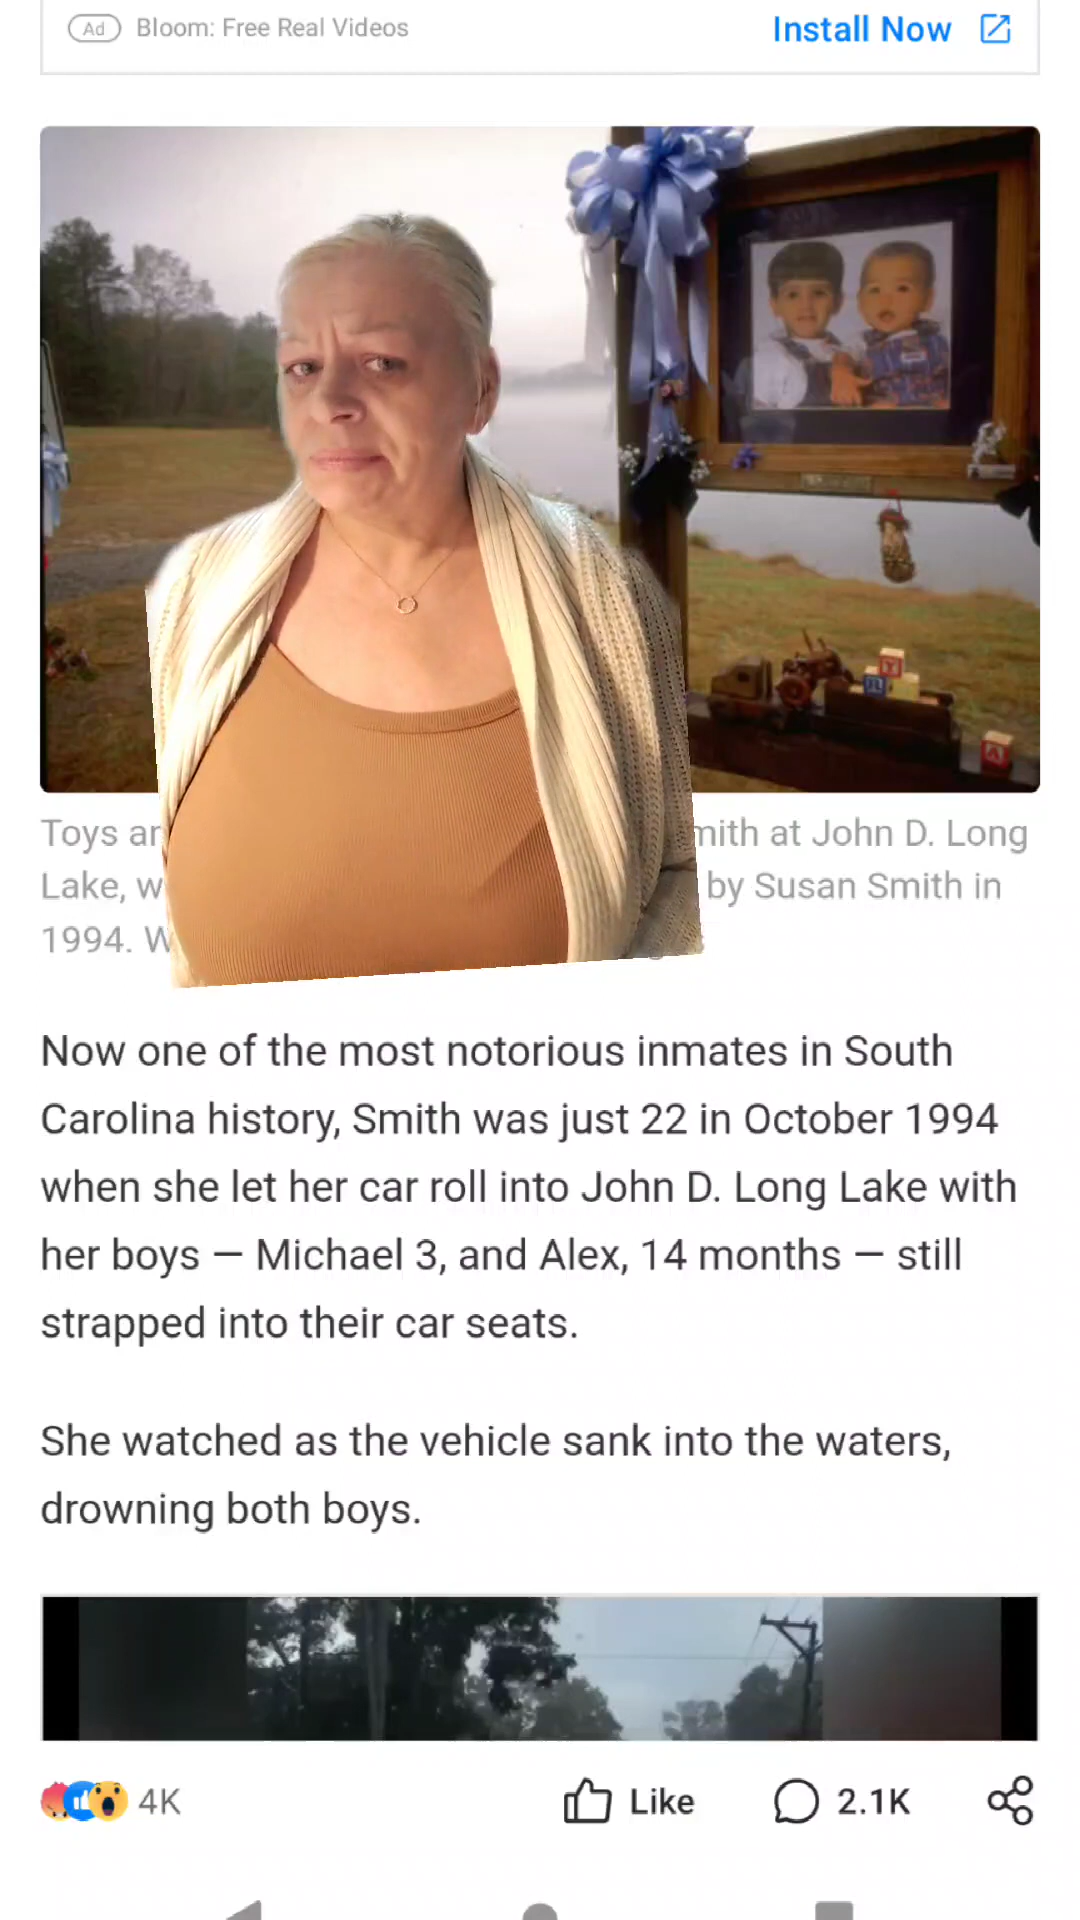 Ad Bloom: Free Real Videos Install Now
Toys mith at John D. Long
Lake, by Susan Smith in
1994.
Now one of the most notorious inmates in South
Carolina history, Smith was just 22 in October 1994
when she let her car roll into John D. Long Lake with
her boys — Michael 3, and Alex, 14 months — still
strapped into their car seats.
She watched as the vehicle sank into the waters,
drowning both boys.
4K Like 2.1K